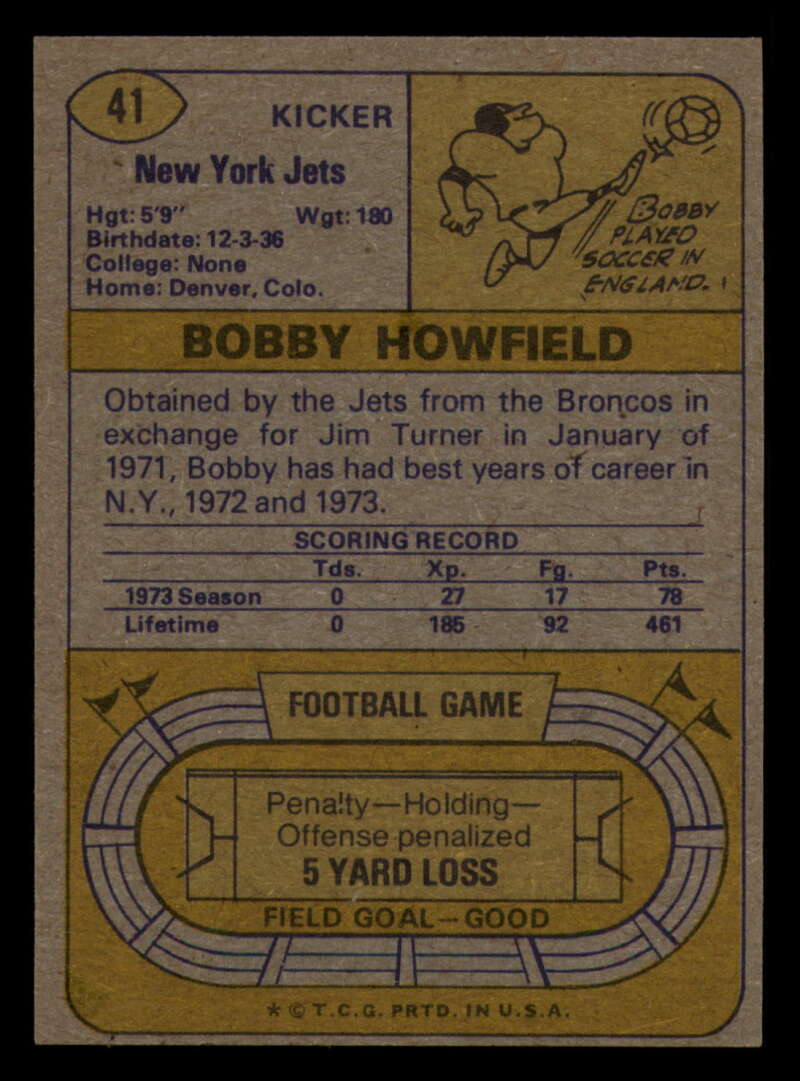 41
KICKER
New York Jets
Hgt: 5'9" Wgt: 180
Birthdate: 12-3-36
College: None
Home: Denver, Colo.
BOBBY
PLAYED
SOCCER IN
ENGLAND.
BOBBY HOWFIELD
Obtained by the Jets from the Broncos in
exchange for Jim Turner in January of
1971, Bobby has had best years of career in
N.Y., 1972 and 1973.
SCORING RECORD
Tds. Xp. Fg. Pts.
1973 Season 0 27 17 78
Lifetime 0 185 92 461
FOOTBALL GAME
Penalty—Holding—
Offense penalized
5 YARD LOSS
FIELD GOAL—GOOD
* © T.C.G. PRTD. IN U.S.A.